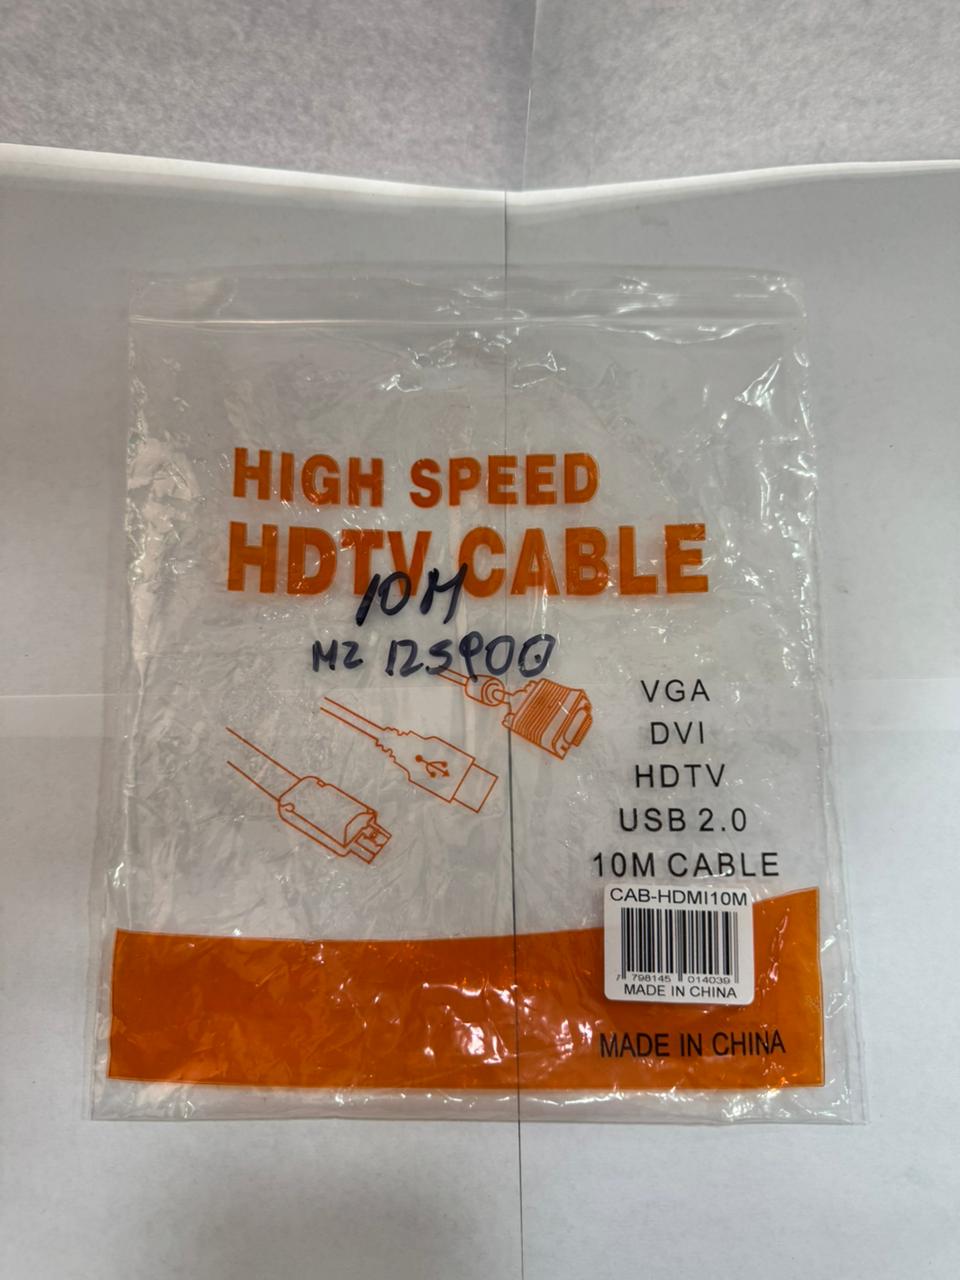 HIGH SPEED
HDTV CABLE
10M
MZ 125900
VGA
DVI
HDTV
USB 2.0
10M CABLE
CAB-HDMI10M
7 798145 014039
MADE IN CHINA
MADE IN CHINA